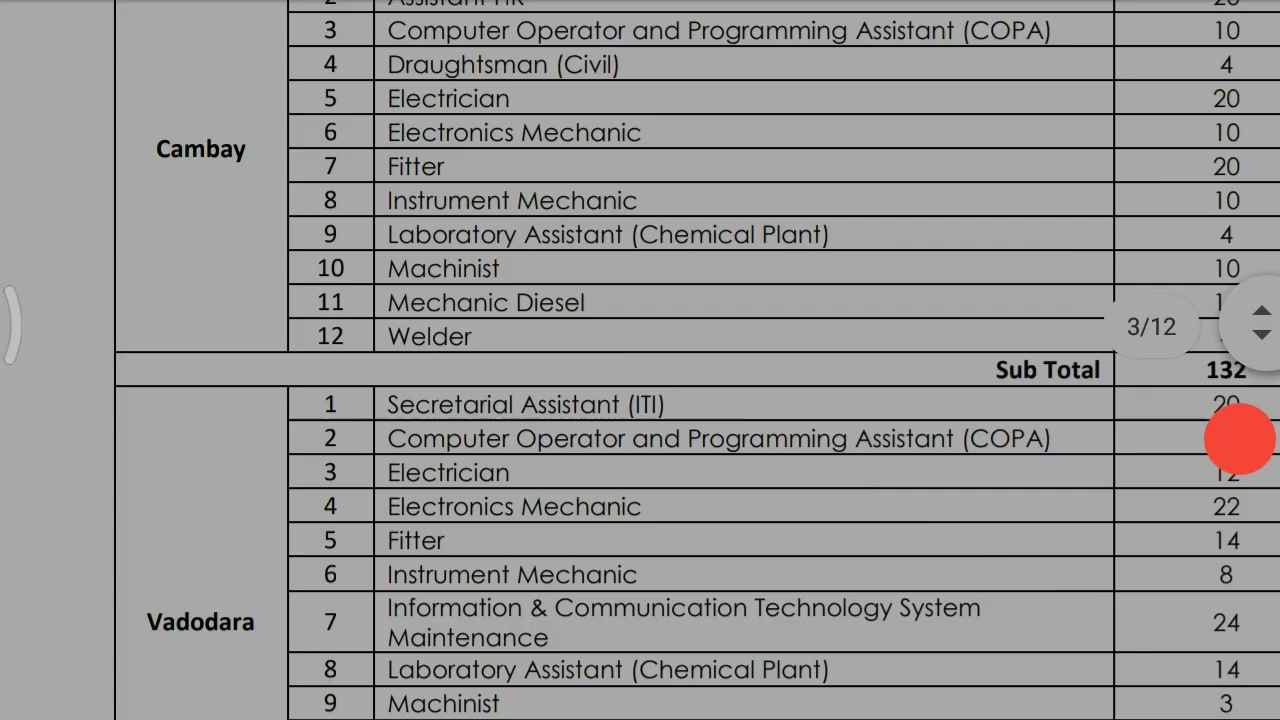 3 Computer Operator and Programming Assistant (COPA) 10
4 Draughtsman (Civil) 4
5 Electrician 20
6 Electronics Mechanic 10
Cambay
7 Fitter 20
8 Instrument Mechanic 10
9 Laboratory Assistant (Chemical Plant) 4
10 Machinist 10
11 Mechanic Diesel
3/12
12 Welder
Sub Total 132
1 Secretarial Assistant (ITI) 20
2 Computer Operator and Programming Assistant (COPA)
3 Electrician 12
4 Electronics Mechanic 22
5 Fitter 14
6 Instrument Mechanic 8
Vadodara
7 Information & Communication Technology System
Maintenance 24
8 Laboratory Assistant (Chemical Plant) 14
9 Machinist 3